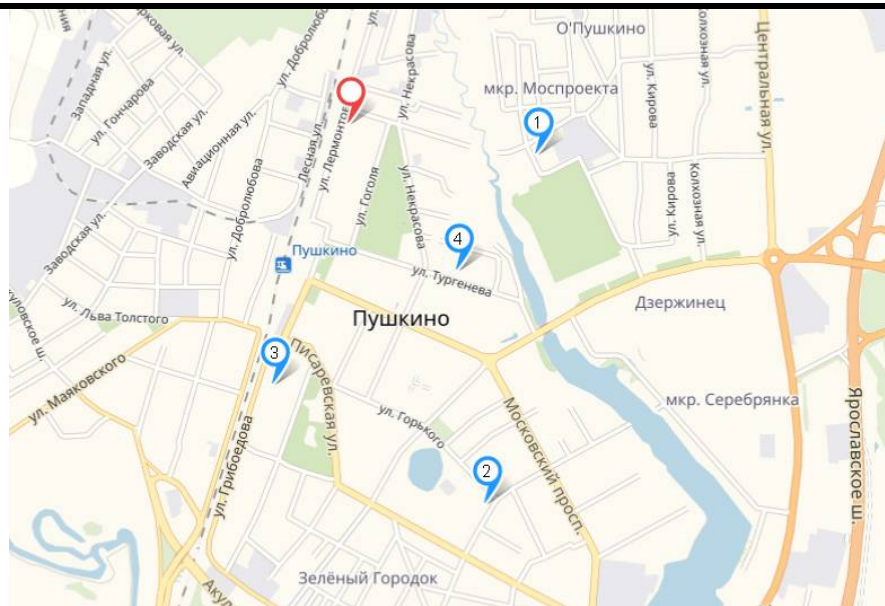 О'Пушкино
Парковая ул.
Западная ул.
ул. Гончарова
ул. Добролюбова
Заводская ул.
Авиационная ул.
Лесная ул.
ул. Некрасова
мкр. Моспроекта
ул. Кирова
Колхозная ул.
Центральная ул.
1
ул. Гоголя
ул. Некрасова
ул. Добролюбова
Заводская ул.
ул. Кирова
Колхозная ул.
4
Пушкино
ул. Тургенева
ул. Льва Толстого
Пушкино
Дзержинец
3
Писаревская ул.
ул. Маяковского
мкр. Серебрянка
ул. Горького
Московский просп.
Ярославское ш.
ул. Грибоедова
2
Зелёный Городок